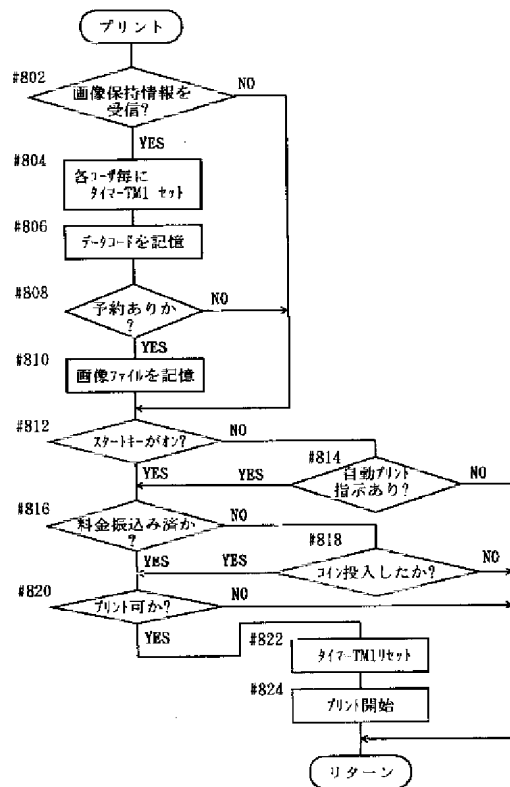 プリント
#802
画像保持情報を
受信?
NO
YES
#804
各ユーザ毎に
タイマーTM1 セット
#806
データコードを記憶
#808
予約ありか
?
NO
YES
#810
画像ファイルを記憶
#812
スタートキーがオン?
NO
YES
#814
自動プリント
指示あり?
YES
NO
#816
料金振込み済か
?
NO
YES
#818
コイン投入したか?
YES
NO
#820
プリント可か?
NO
YES
#822
タイマーTM1リセット
#824
プリント開始
リターン